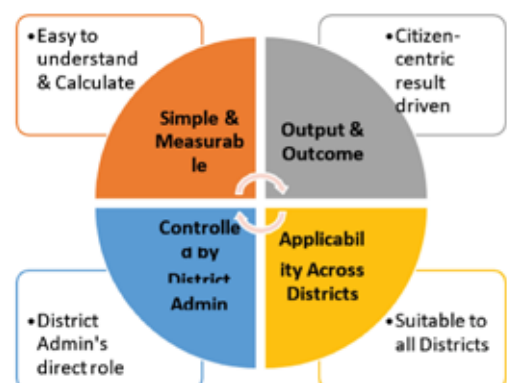 •Easy to
understand
& Calculate
•Citizen-
centric
result
driven
Simple &
Measurab
le
Output &
Outcome
Controlle
d by
District
Admin
Applicabil
ity Across
Districts
•District
Admin's
direct role
•Suitable to
all Districts